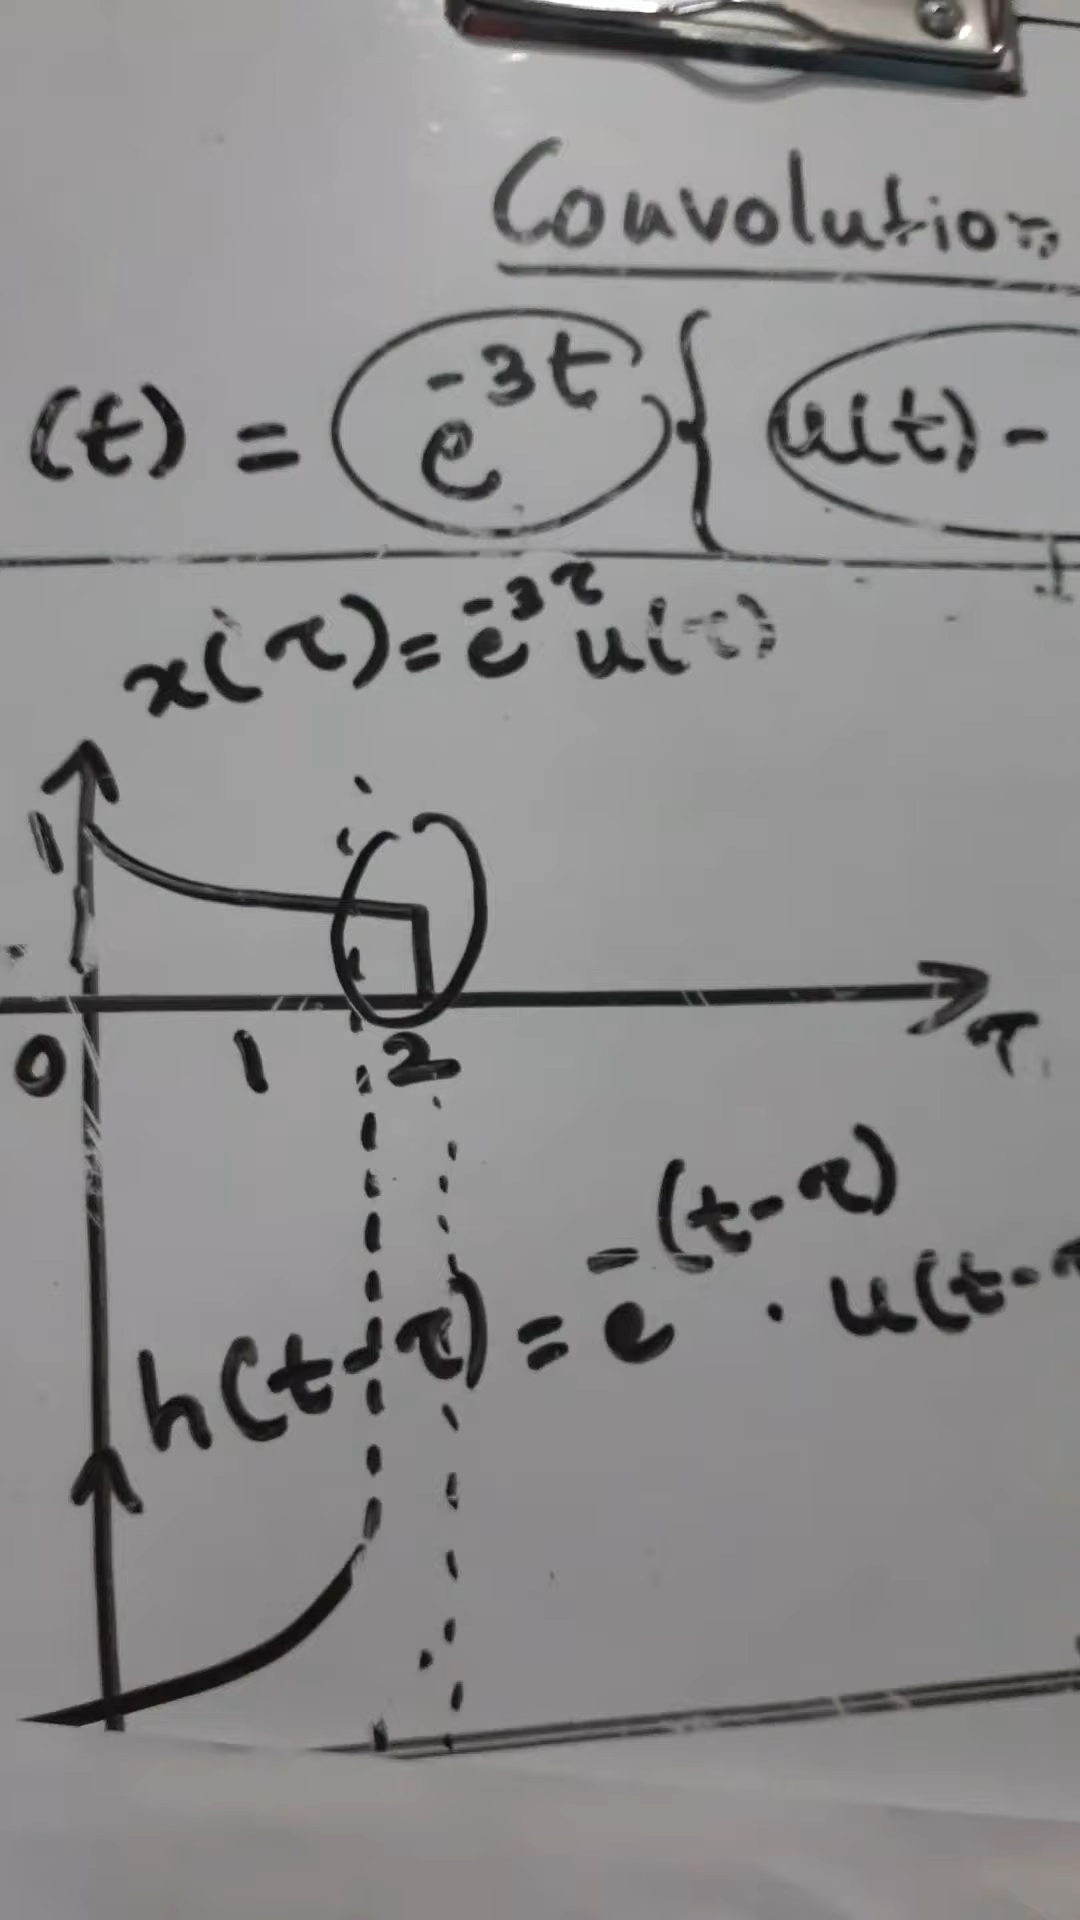 Convolution
(t) = e^{-3t} { u(t) -
x(τ) = e^{-3τ} u(τ)
1
0 1 2 τ
h(t-τ) = e^{-(t-τ)} . u(t-